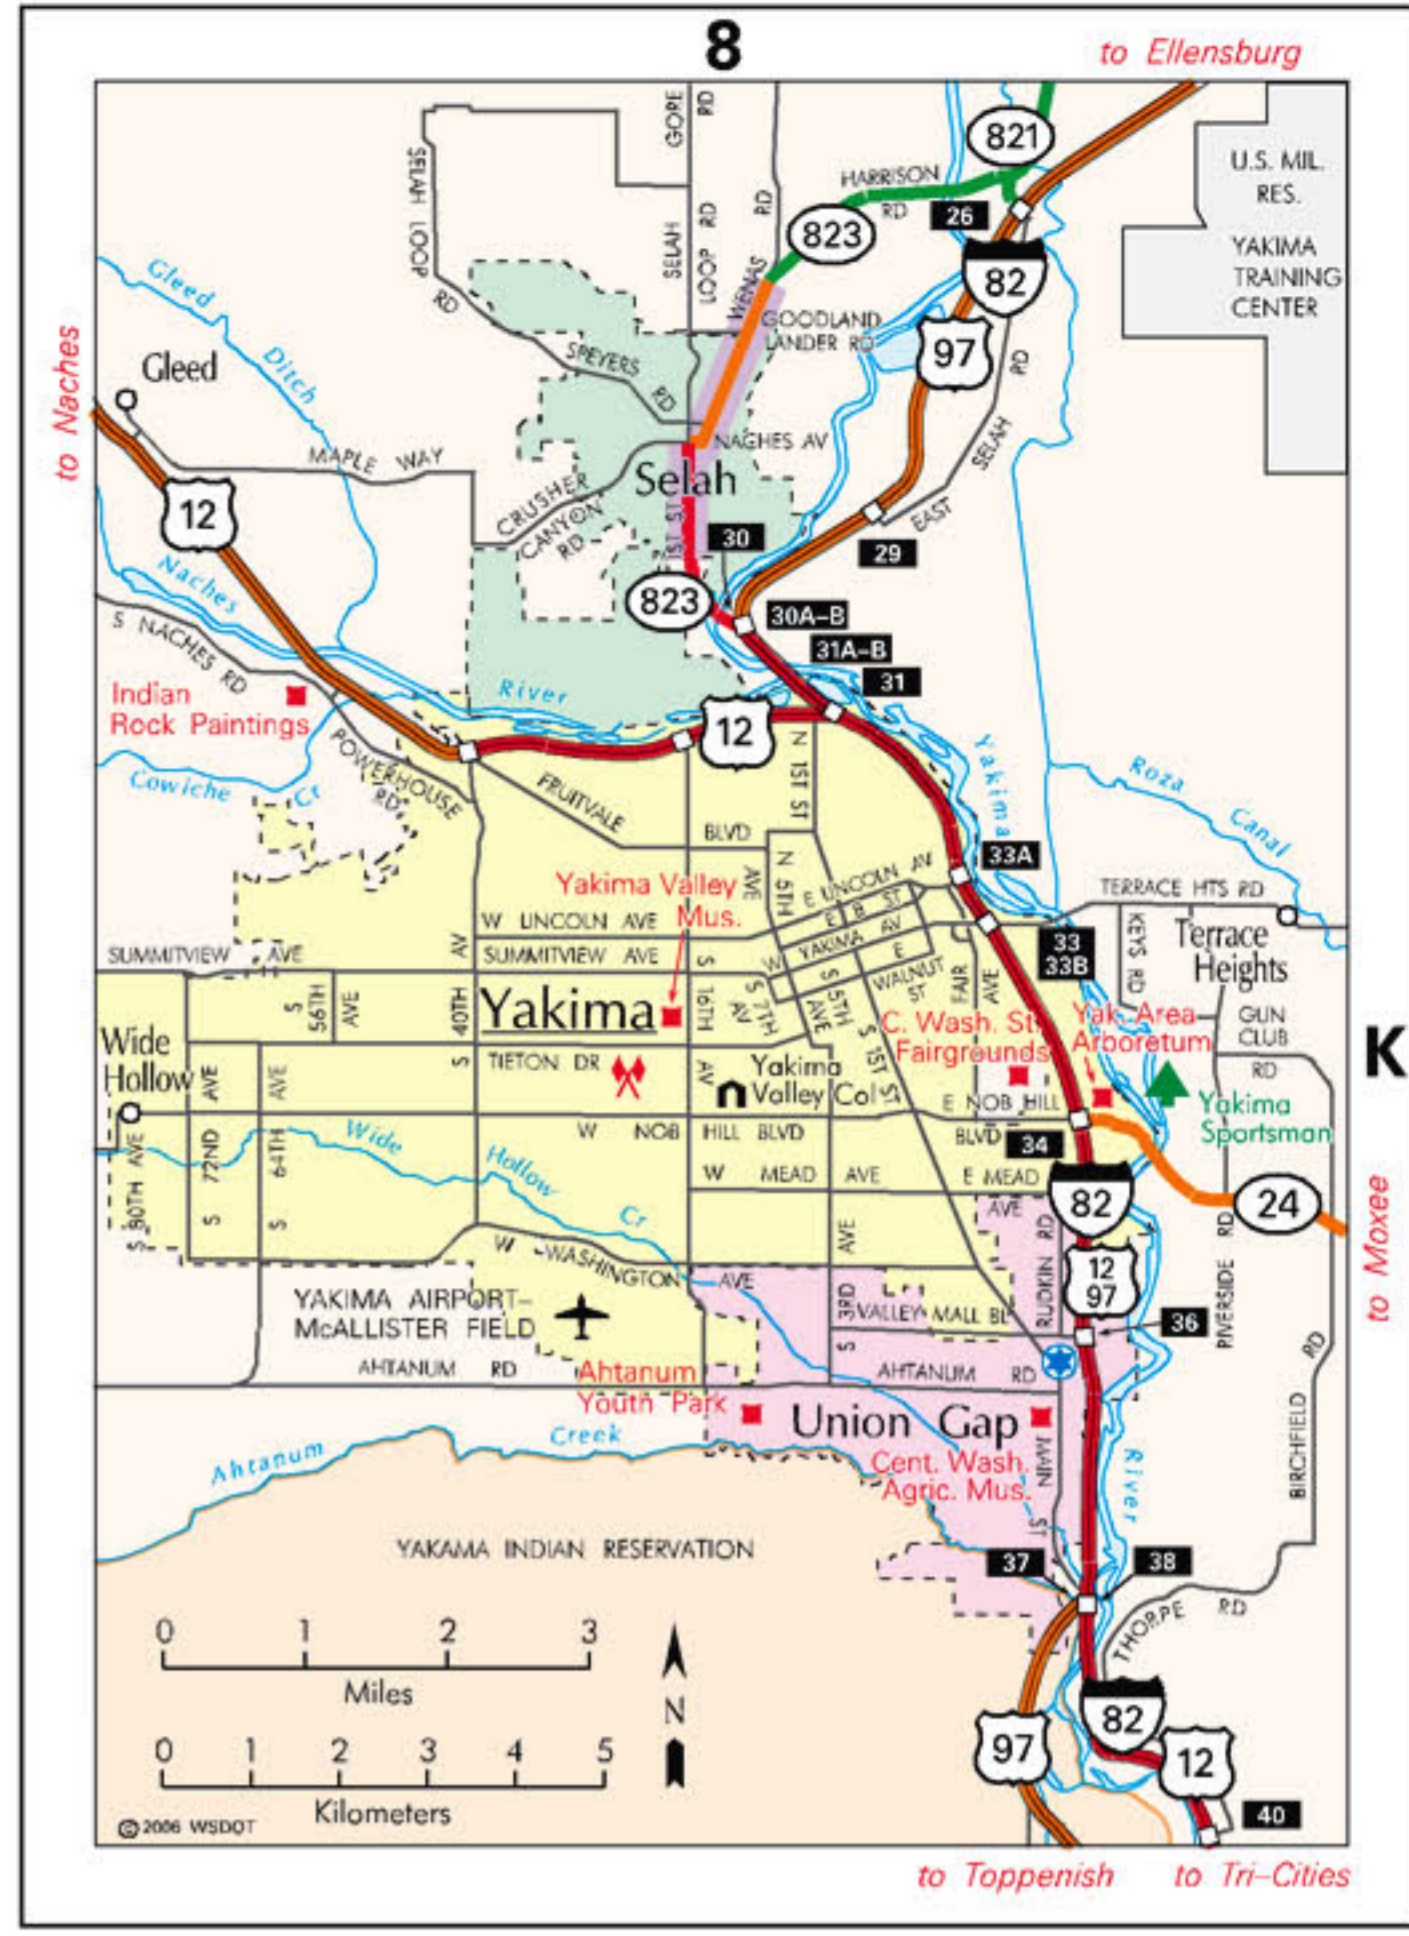 8
to Ellensburg
821
GORE RD
U.S. MIL.
RES.
YAKIMA
TRAINING
CENTER
SELAH LOOP
RD
SELAH LOOP RD
RD
HARRISON
RD
26
823
82
WENAS
Gleed
Ditch
Gleed
GOODLAND
LANDER RD
97
RD
to Naches
SPEYERS
RD
NACHES AV
SELAH
MAPLE WAY
Selah
12
CRUSHER
CANYON
RD
1ST ST
30
EAST
29
Naches
823
30A-B
S NACHES RD
31A-B
31
Indian
Rock Paintings
River
12
Yakima
Cowiche
Cr
POWERHOUSE
RD
FRUITVALE
BLVD
N 1ST ST
Roza
Canal
33A
Yakima Valley
Mus.
AVE
N 5TH
E LINCOLN AV
E B ST
TERRACE HTS RD
W LINCOLN AVE
W YAKIMA AV
33
33B
KEYS RD
Terrace
Heights
SUMMITVIEW AVE
AV
SUMMITVIEW AVE
E
WALNUT
ST
S
56TH
AVE
40TH
S
Yakima
S 16TH
AV
S 7TH
AV
S 5TH
AVE
S 1ST ST
FAIR
AVE
C. Wash. St.
Fairgrounds
Yak. Area
Arboretum
GUN
CLUB
RD
K
Wide
Hollow
TIETON DR
Yakima
Valley Col
E NOB HILL
BLVD
Yakima
Sportsman
S 80TH AVE
S 72ND AVE
S 64TH AVE
Wide
Hollow
Cr
W NOB HILL BLVD
34
W MEAD AVE
E MEAD
AVE
82
24
to Moxee
W WASHINGTON AVE
AVE
S 3RD
RUDKIN RD
12
97
RIVERSIDE RD
YAKIMA AIRPORT-
McALLISTER FIELD
VALLEY MALL BL
36
AHTANUM RD
AHTANUM RD
Ahtanum
Youth Park
Union Gap
Cent. Wash.
Agric. Mus.
MAIN
ST
River
BIRCHFIELD
RD
Ahtanum
Creek
YAKAMA INDIAN RESERVATION
37
38
THORPE RD
0 1 2 3
Miles
N
0 1 2 3 4 5
Kilometers
97
82
12
40
© 2006 WSDOT
to Toppenish
to Tri-Cities